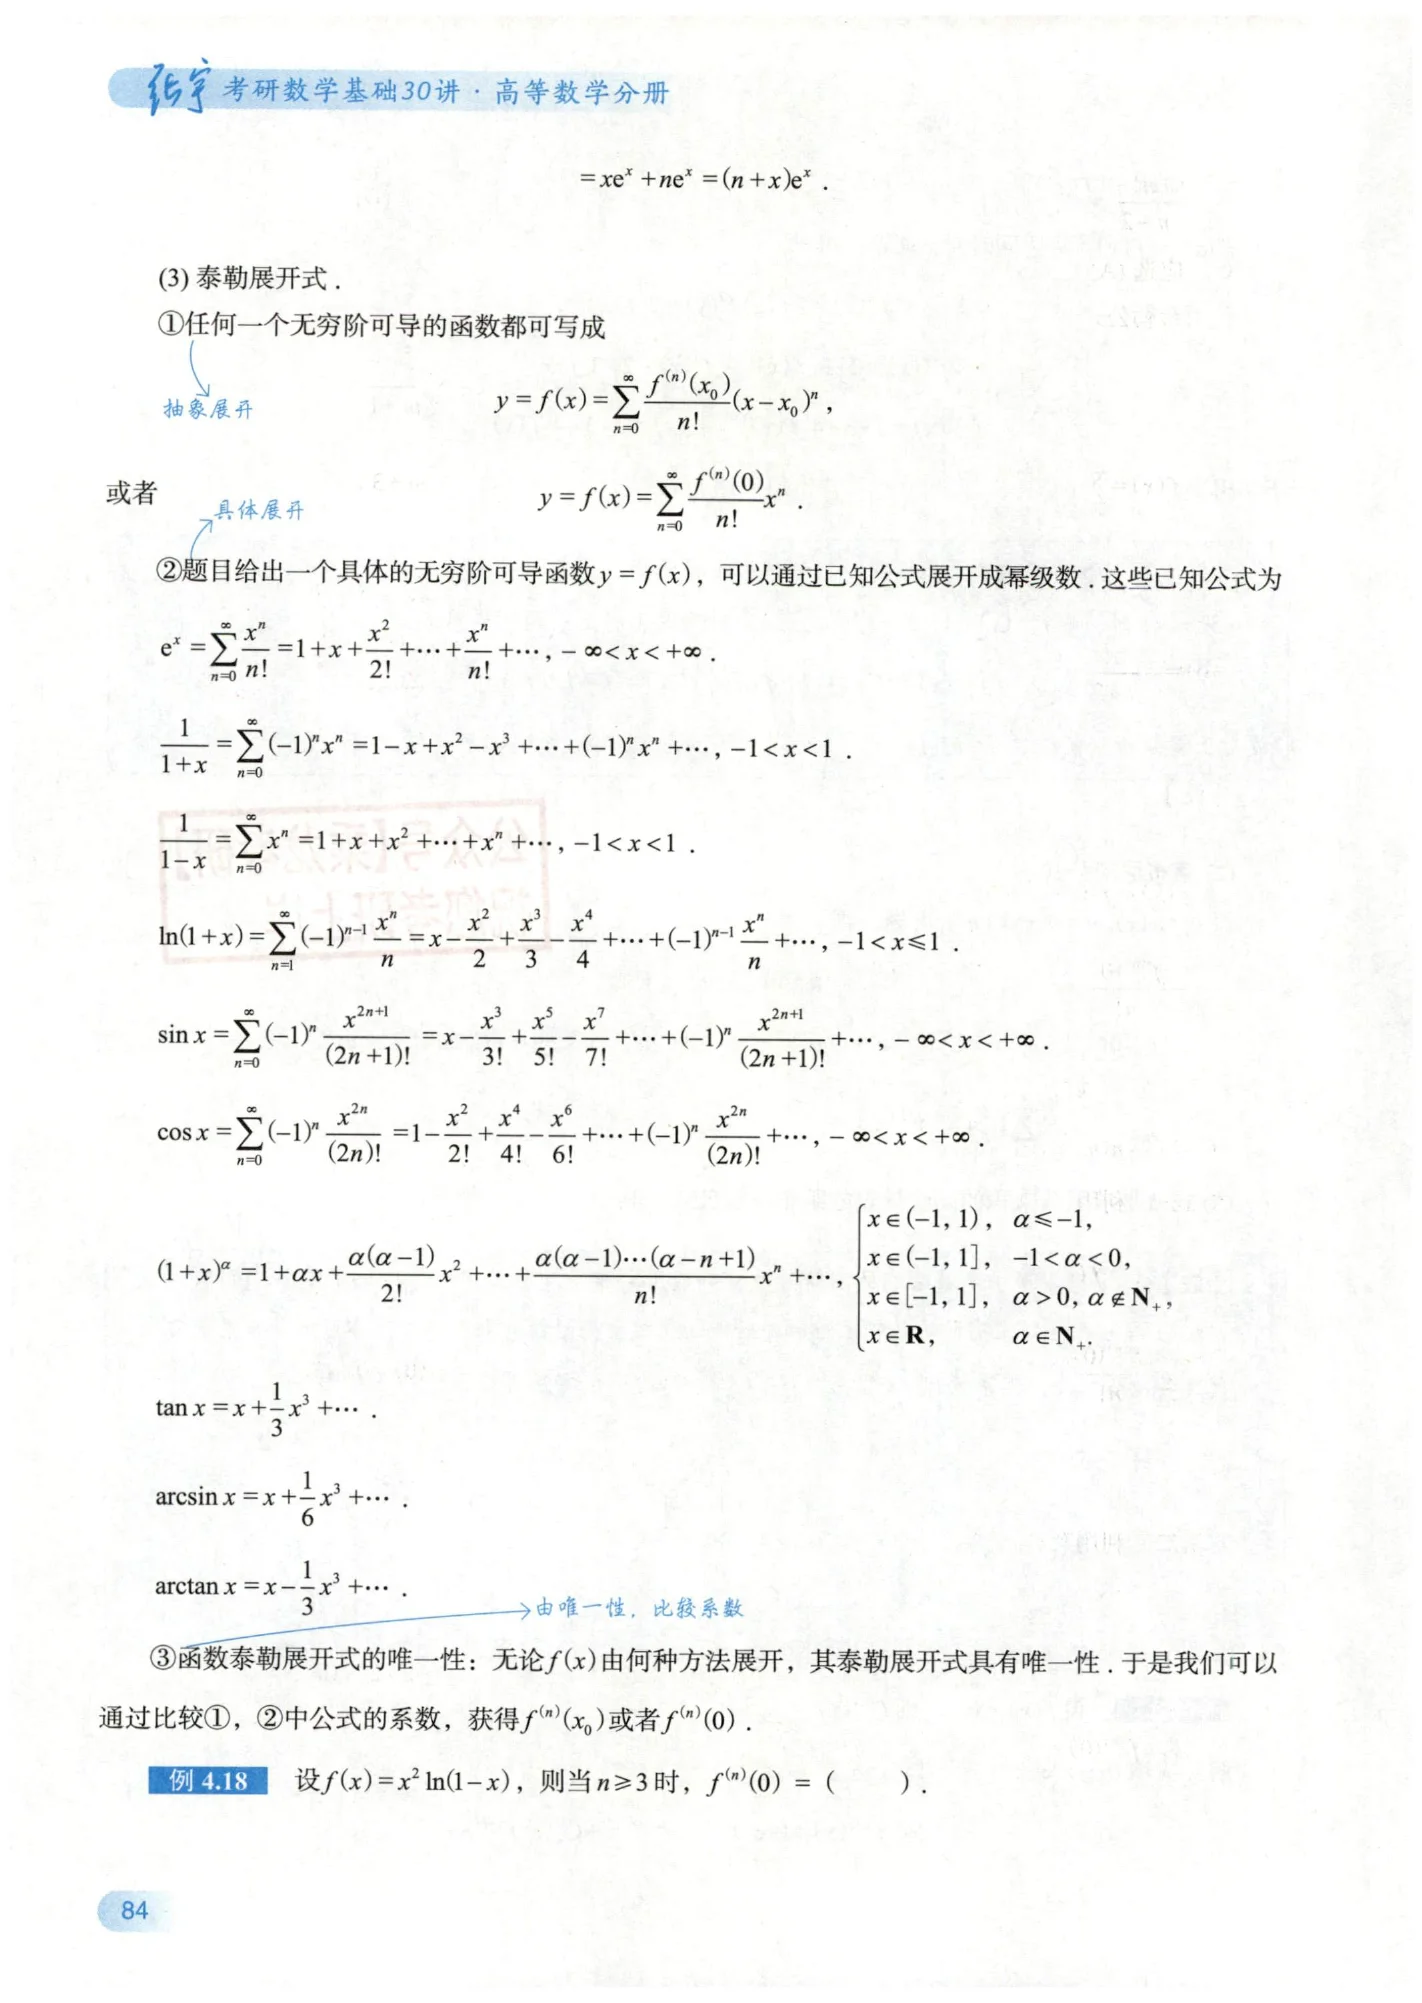 张宇 考研数学基础30讲·高等数学分册
=xeˣ+neˣ=(n+x)eˣ.
(3) 泰勒展开式.
①任何一个无穷阶可导的函数都可写成
抽象展开
$y=f(x)=\sum_{n=0}^{\infty}\frac{f^{(n)}(x_0)}{n!}(x-x_0)^n$,
或者 $y=f(x)=\sum_{n=0}^{\infty}\frac{f^{(n)}(0)}{n!}x^n$.
具体展开
②题目给出一个具体的无穷阶可导函数y=f(x)，可以通过已知公式展开成幂级数.这些已知公式为
$e^x=\sum_{n=0}^{\infty}\frac{x^n}{n!}=1+x+\frac{x^2}{2!}+\cdots+\frac{x^n}{n!}+\cdots,-\infty<x<+\infty$.
$\frac{1}{1+x}=\sum_{n=0}^{\infty}(-1)^nx^n=1-x+x^2-x^3+\cdots+(-1)^nx^n+\cdots,-1<x<1$.
$\frac{1}{1-x}=\sum_{n=0}^{\infty}x^n=1+x+x^2+\cdots+x^n+\cdots,-1<x<1$.
$\ln(1+x)=\sum_{n=1}^{\infty}(-1)^{n-1}\frac{x^n}{n}=x-\frac{x^2}{2}+\frac{x^3}{3}-\frac{x^4}{4}+\cdots+(-1)^{n-1}\frac{x^n}{n}+\cdots,-1<x\leqslant1$.
$\sin x=\sum_{n=0}^{\infty}(-1)^n\frac{x^{2n+1}}{(2n+1)!}=x-\frac{x^3}{3!}+\frac{x^5}{5!}-\frac{x^7}{7!}+\cdots+(-1)^n\frac{x^{2n+1}}{(2n+1)!}+\cdots,-\infty<x<+\infty$.
$\cos x=\sum_{n=0}^{\infty}(-1)^n\frac{x^{2n}}{(2n)!}=1-\frac{x^2}{2!}+\frac{x^4}{4!}-\frac{x^6}{6!}+\cdots+(-1)^n\frac{x^{2n}}{(2n)!}+\cdots,-\infty<x<+\infty$.
$(1+x)^\alpha=1+\alpha x+\frac{\alpha(\alpha-1)}{2!}x^2+\cdots+\frac{\alpha(\alpha-1)\cdots(\alpha-n+1)}{n!}x^n+\cdots,\begin{cases}x\in(-1,1),&\alpha\leqslant-1,\\x\in(-1,1],&-1<\alpha<0,\\x\in[-1,1],&\alpha>0,\alpha\notin\mathbf{N}_+,\\x\in\mathbf{R},&\alpha\in\mathbf{N}_+.\end{cases}$
$\tan x=x+\frac{1}{3}x^3+\cdots$.
$\arcsin x=x+\frac{1}{6}x^3+\cdots$.
$\arctan x=x-\frac{1}{3}x^3+\cdots$.
由唯一性，比较系数
③函数泰勒展开式的唯一性：无论f(x)由何种方法展开，其泰勒展开式具有唯一性.于是我们可以
通过比较①，②中公式的系数，获得$f^{(n)}(x_0)$或者$f^{(n)}(0)$.
例 4.18 设$f(x)=x^2\ln(1-x)$，则当$n\geqslant3$时，$f^{(n)}(0)=$( ).
84